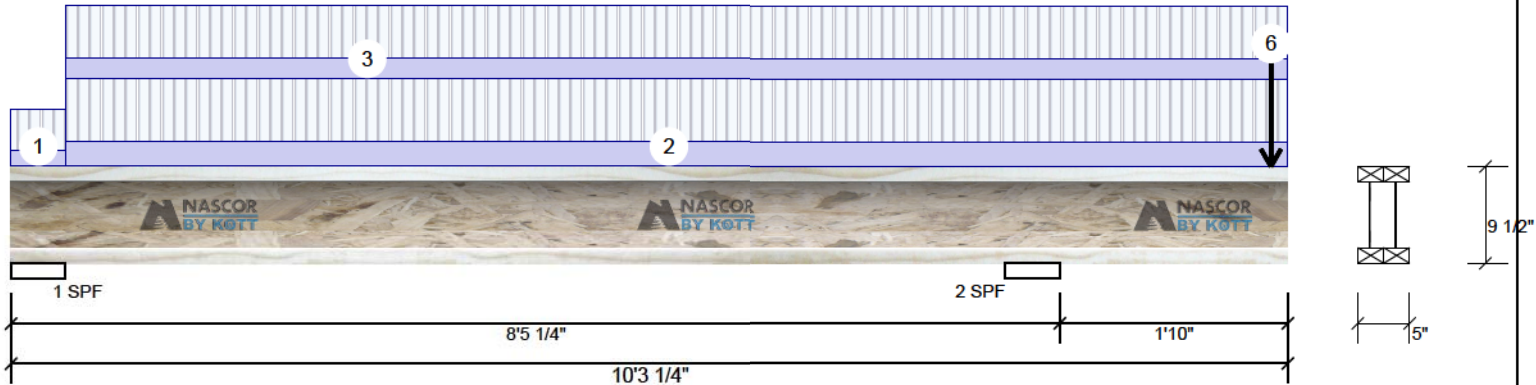 6
3
1
2
NASCOR
BY KOTT
NASCOR
BY KOTT
NASCOR
BY KOTT
9 1/2"
1 SPF
2 SPF
8'5 1/4"
1'10"
5"
10'3 1/4"